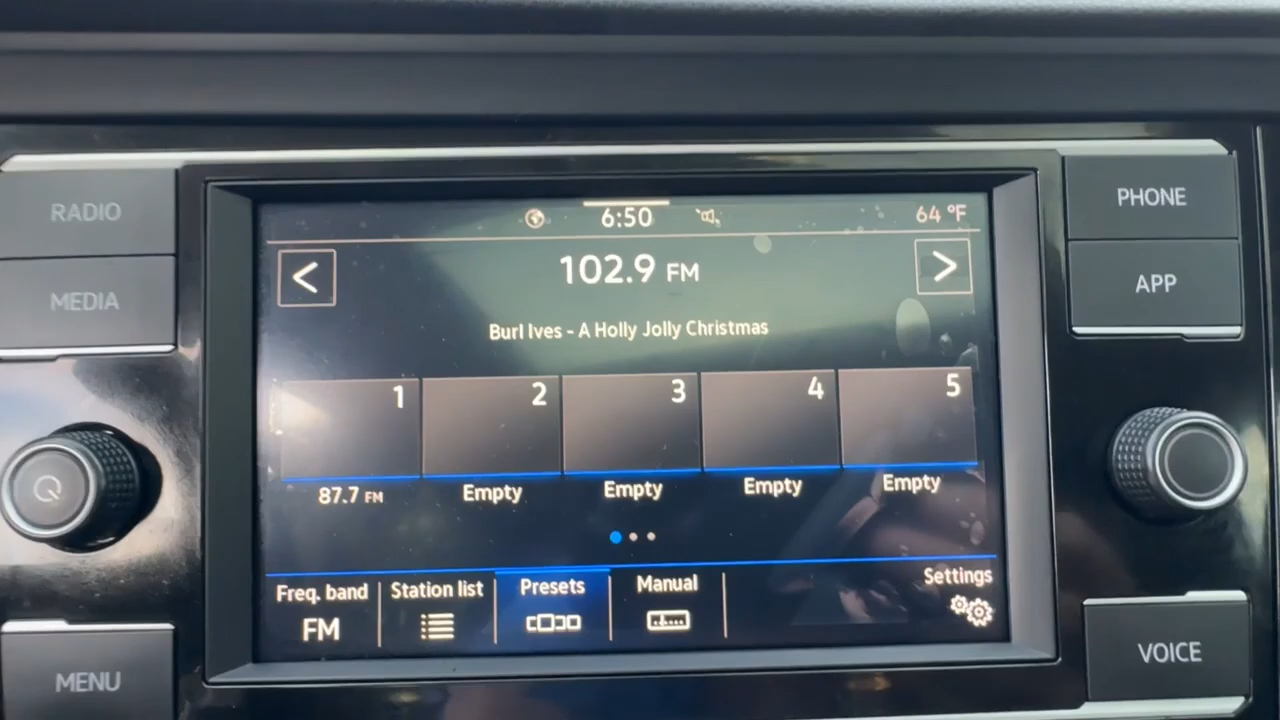 RADIO
MEDIA
MENU
6:50
64 °F
< 102.9 FM >
Burl Ives - A Holly Jolly Christmas
1 2 3 4 5
87.7 FM Empty Empty Empty Empty
Freq. band Station list Presets Manual Settings
FM
PHONE
APP
VOICE